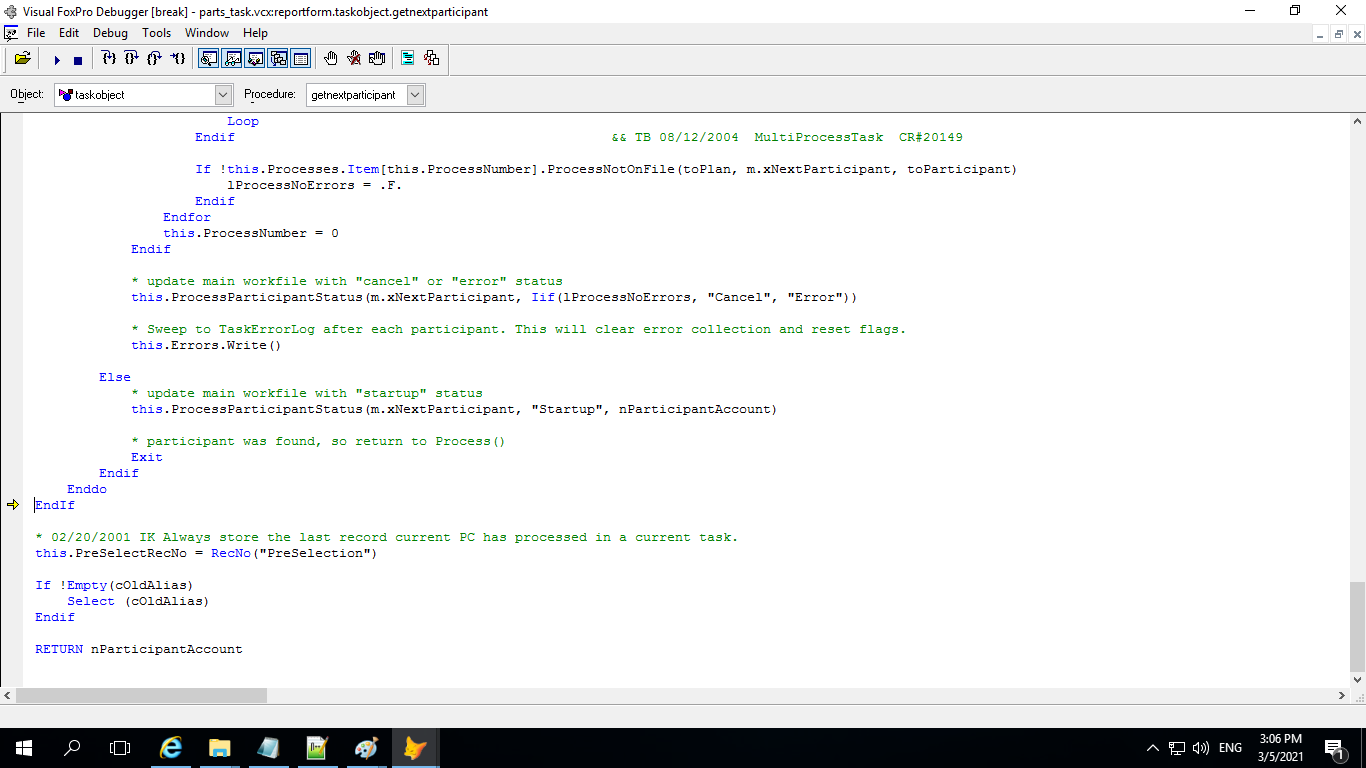 Visual FoxPro Debugger [break] - parts_task.vcx:reportform.taskobject.getnextparticipant
File Edit Debug Tools Window Help
Object: taskobject Procedure: getnextparticipant
Loop
Endif && TB 08/12/2004 MultiProcessTask CR#20149
If !this.Processes.Item[this.ProcessNumber].ProcessNotOnFile(toPlan, m.xNextParticipant, toParticipant)
lProcessNoErrors = .F.
Endif
Endfor
this.ProcessNumber = 0
Endif
* update main workfile with "cancel" or "error" status
this.ProcessParticipantStatus(m.xNextParticipant, Iif(lProcessNoErrors, "Cancel", "Error"))
* Sweep to TaskErrorLog after each participant. This will clear error collection and reset flags.
this.Errors.Write()
Else
* update main workfile with "startup" status
this.ProcessParticipantStatus(m.xNextParticipant, "Startup", nParticipantAccount)
* participant was found, so return to Process()
Exit
Endif
Enddo
EndIf
* 02/20/2001 IK Always store the last record current PC has processed in a current task.
this.PreSelectRecNo = RecNo("PreSelection")
If !Empty(cOldAlias)
Select (cOldAlias)
Endif
RETURN nParticipantAccount
ENG
3:06 PM
3/5/2021
1